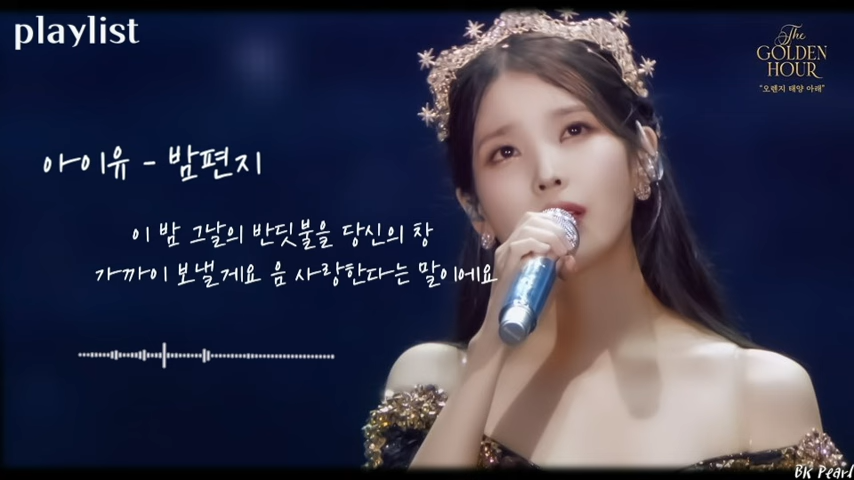 playlist
The
GOLDEN
HOUR
"오렌지 태양 아래"
아이유 - 밤편지
이 밤 그날의 반딧불을 당신의 창
가까이 보낼게요 음 사랑한다는 말이에요
BK Pearl